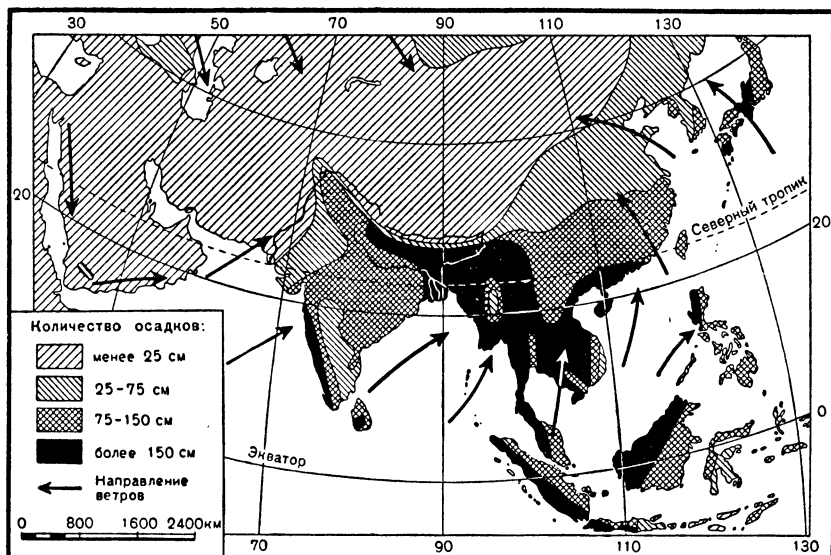 30 50 70 90 110 130
20
Северный тропик
20
Количество осадков:
менее 25 см
25-75 см
75-150 см
более 150 см
Направление
ветров
0 800 1600 2400км
Экватор
0
70 90 110 130